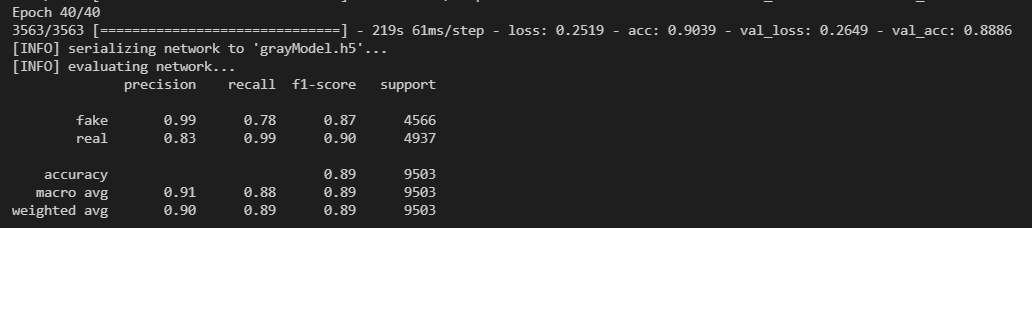 Epoch 40/40
3563/3563 [==============================] - 219s 61ms/step - loss: 0.2519 - acc: 0.9039 - val_loss: 0.2649 - val_acc: 0.8886
[INFO] serializing network to 'grayModel.h5'...
[INFO] evaluating network...
precision recall f1-score support
fake 0.99 0.78 0.87 4566
real 0.83 0.99 0.90 4937
accuracy 0.89 9503
macro avg 0.91 0.88 0.89 9503
weighted avg 0.90 0.89 0.89 9503